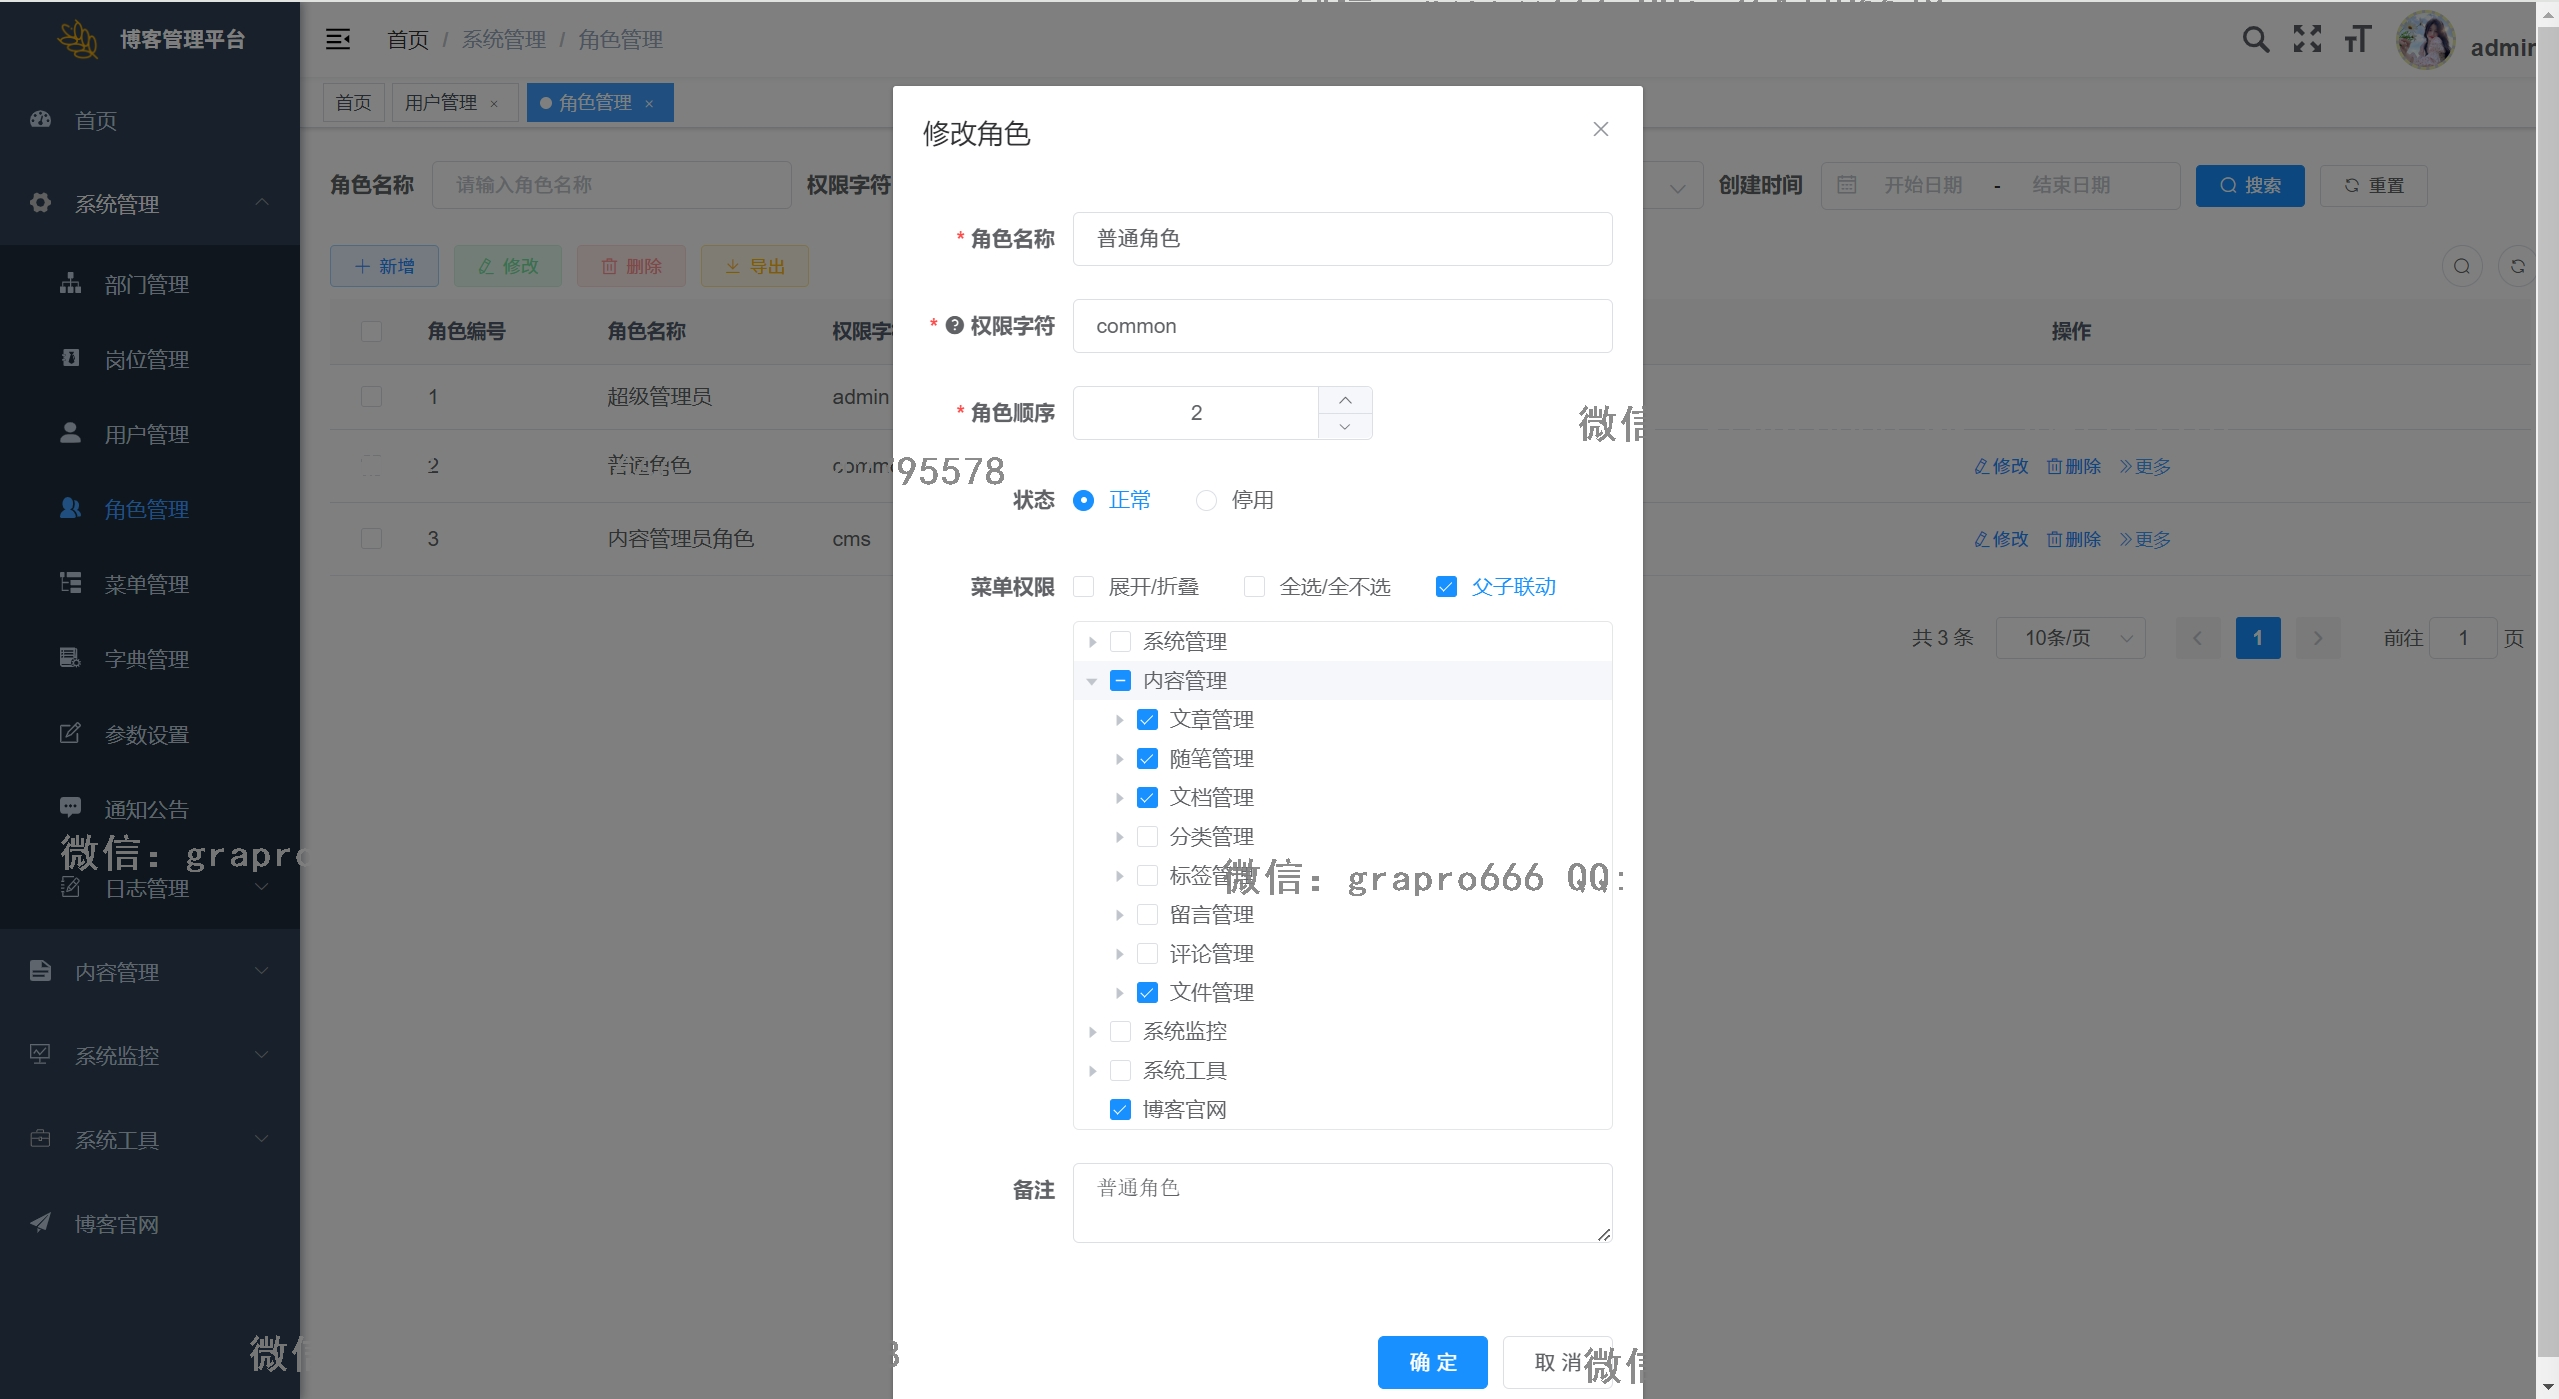 博客管理平台
首页 / 系统管理 / 角色管理
首页
用户管理 ×
角色管理 ×
首页
系统管理
部门管理
岗位管理
用户管理
角色管理
菜单管理
字典管理
参数设置
通知公告
微信: grapro
日志管理
内容管理
系统监控
系统工具
博客官网
微信
角色名称 请输入角色名称 权限字符
创建时间 开始日期 - 结束日期 搜索 重置
新增 修改 删除 导出
角色编号 角色名称 权限字 操作
1 超级管理员 admin
2 普通角色 comm 修改 删除 更多
3 内容管理员角色 cms 修改 删除 更多
共 3 条 10条/页 1 前往 1 页
修改角色
* 角色名称 普通角色
* 权限字符 common
* 角色顺序 2
微信
95578
状态 正常 停用
菜单权限 展开/折叠 全选/全不选 父子联动
系统管理
内容管理
文章管理
随笔管理
文档管理
分类管理
标签管
微信: grapro666 QQ:
留言管理
评论管理
文件管理
系统监控
系统工具
博客官网
备注 普通角色
确 定 取 消
微信